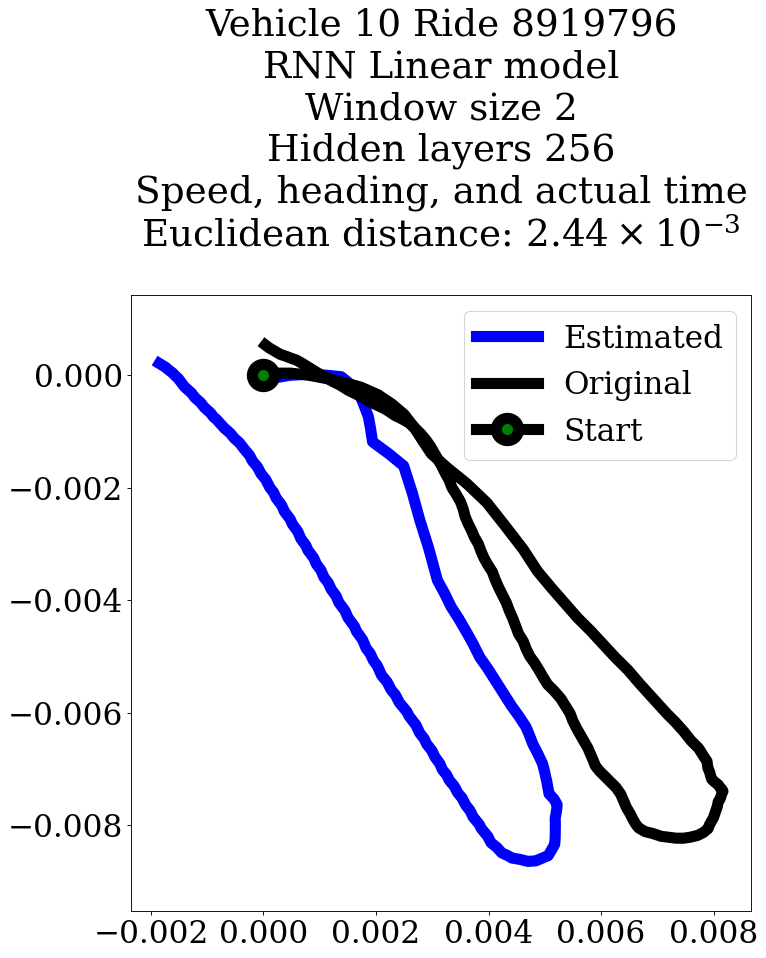 Vehicle 10 Ride 8919796
RNN Linear model
Window size 2
Hidden layers 256
Speed, heading, and actual time
Euclidean distance: 2.44 × 10⁻³
Estimated
Original
Start
0.000
−0.002
−0.004
−0.006
−0.008
−0.002 0.000 0.002 0.004 0.006 0.008